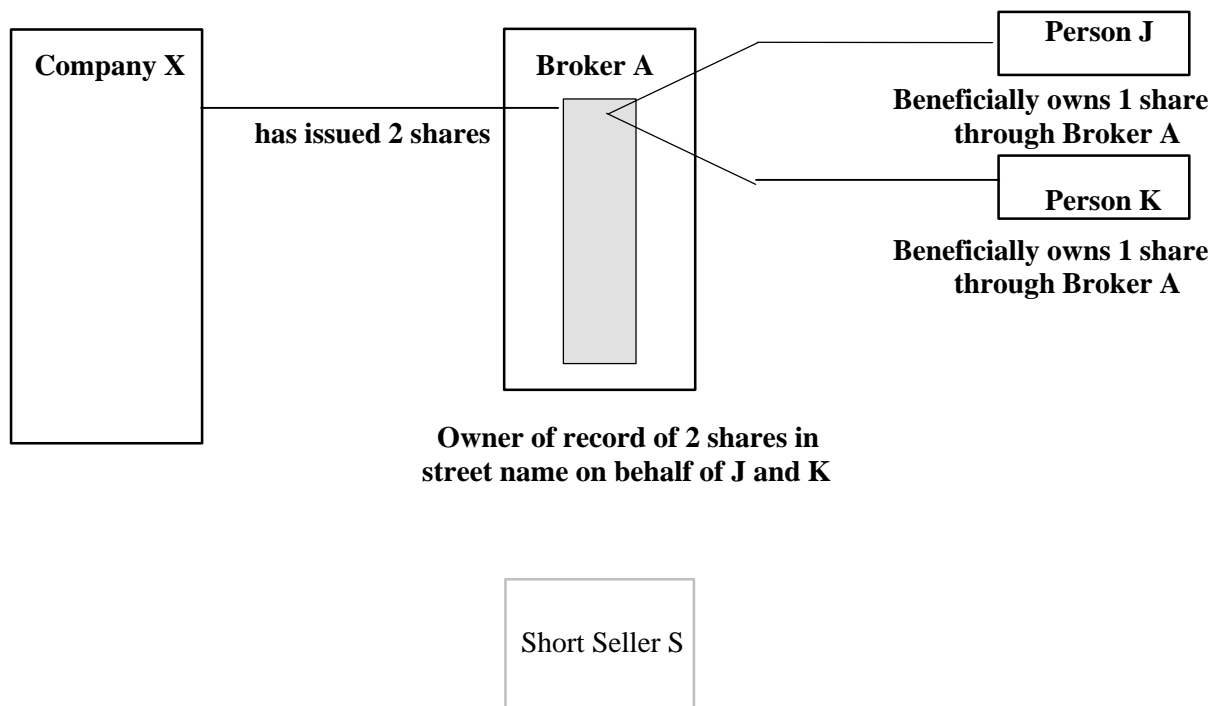 Company X
has issued 2 shares
Broker A
Owner of record of 2 shares in
street name on behalf of J and K
Person J
Beneficially owns 1 share
through Broker A
Person K
Beneficially owns 1 share
through Broker A
Short Seller S